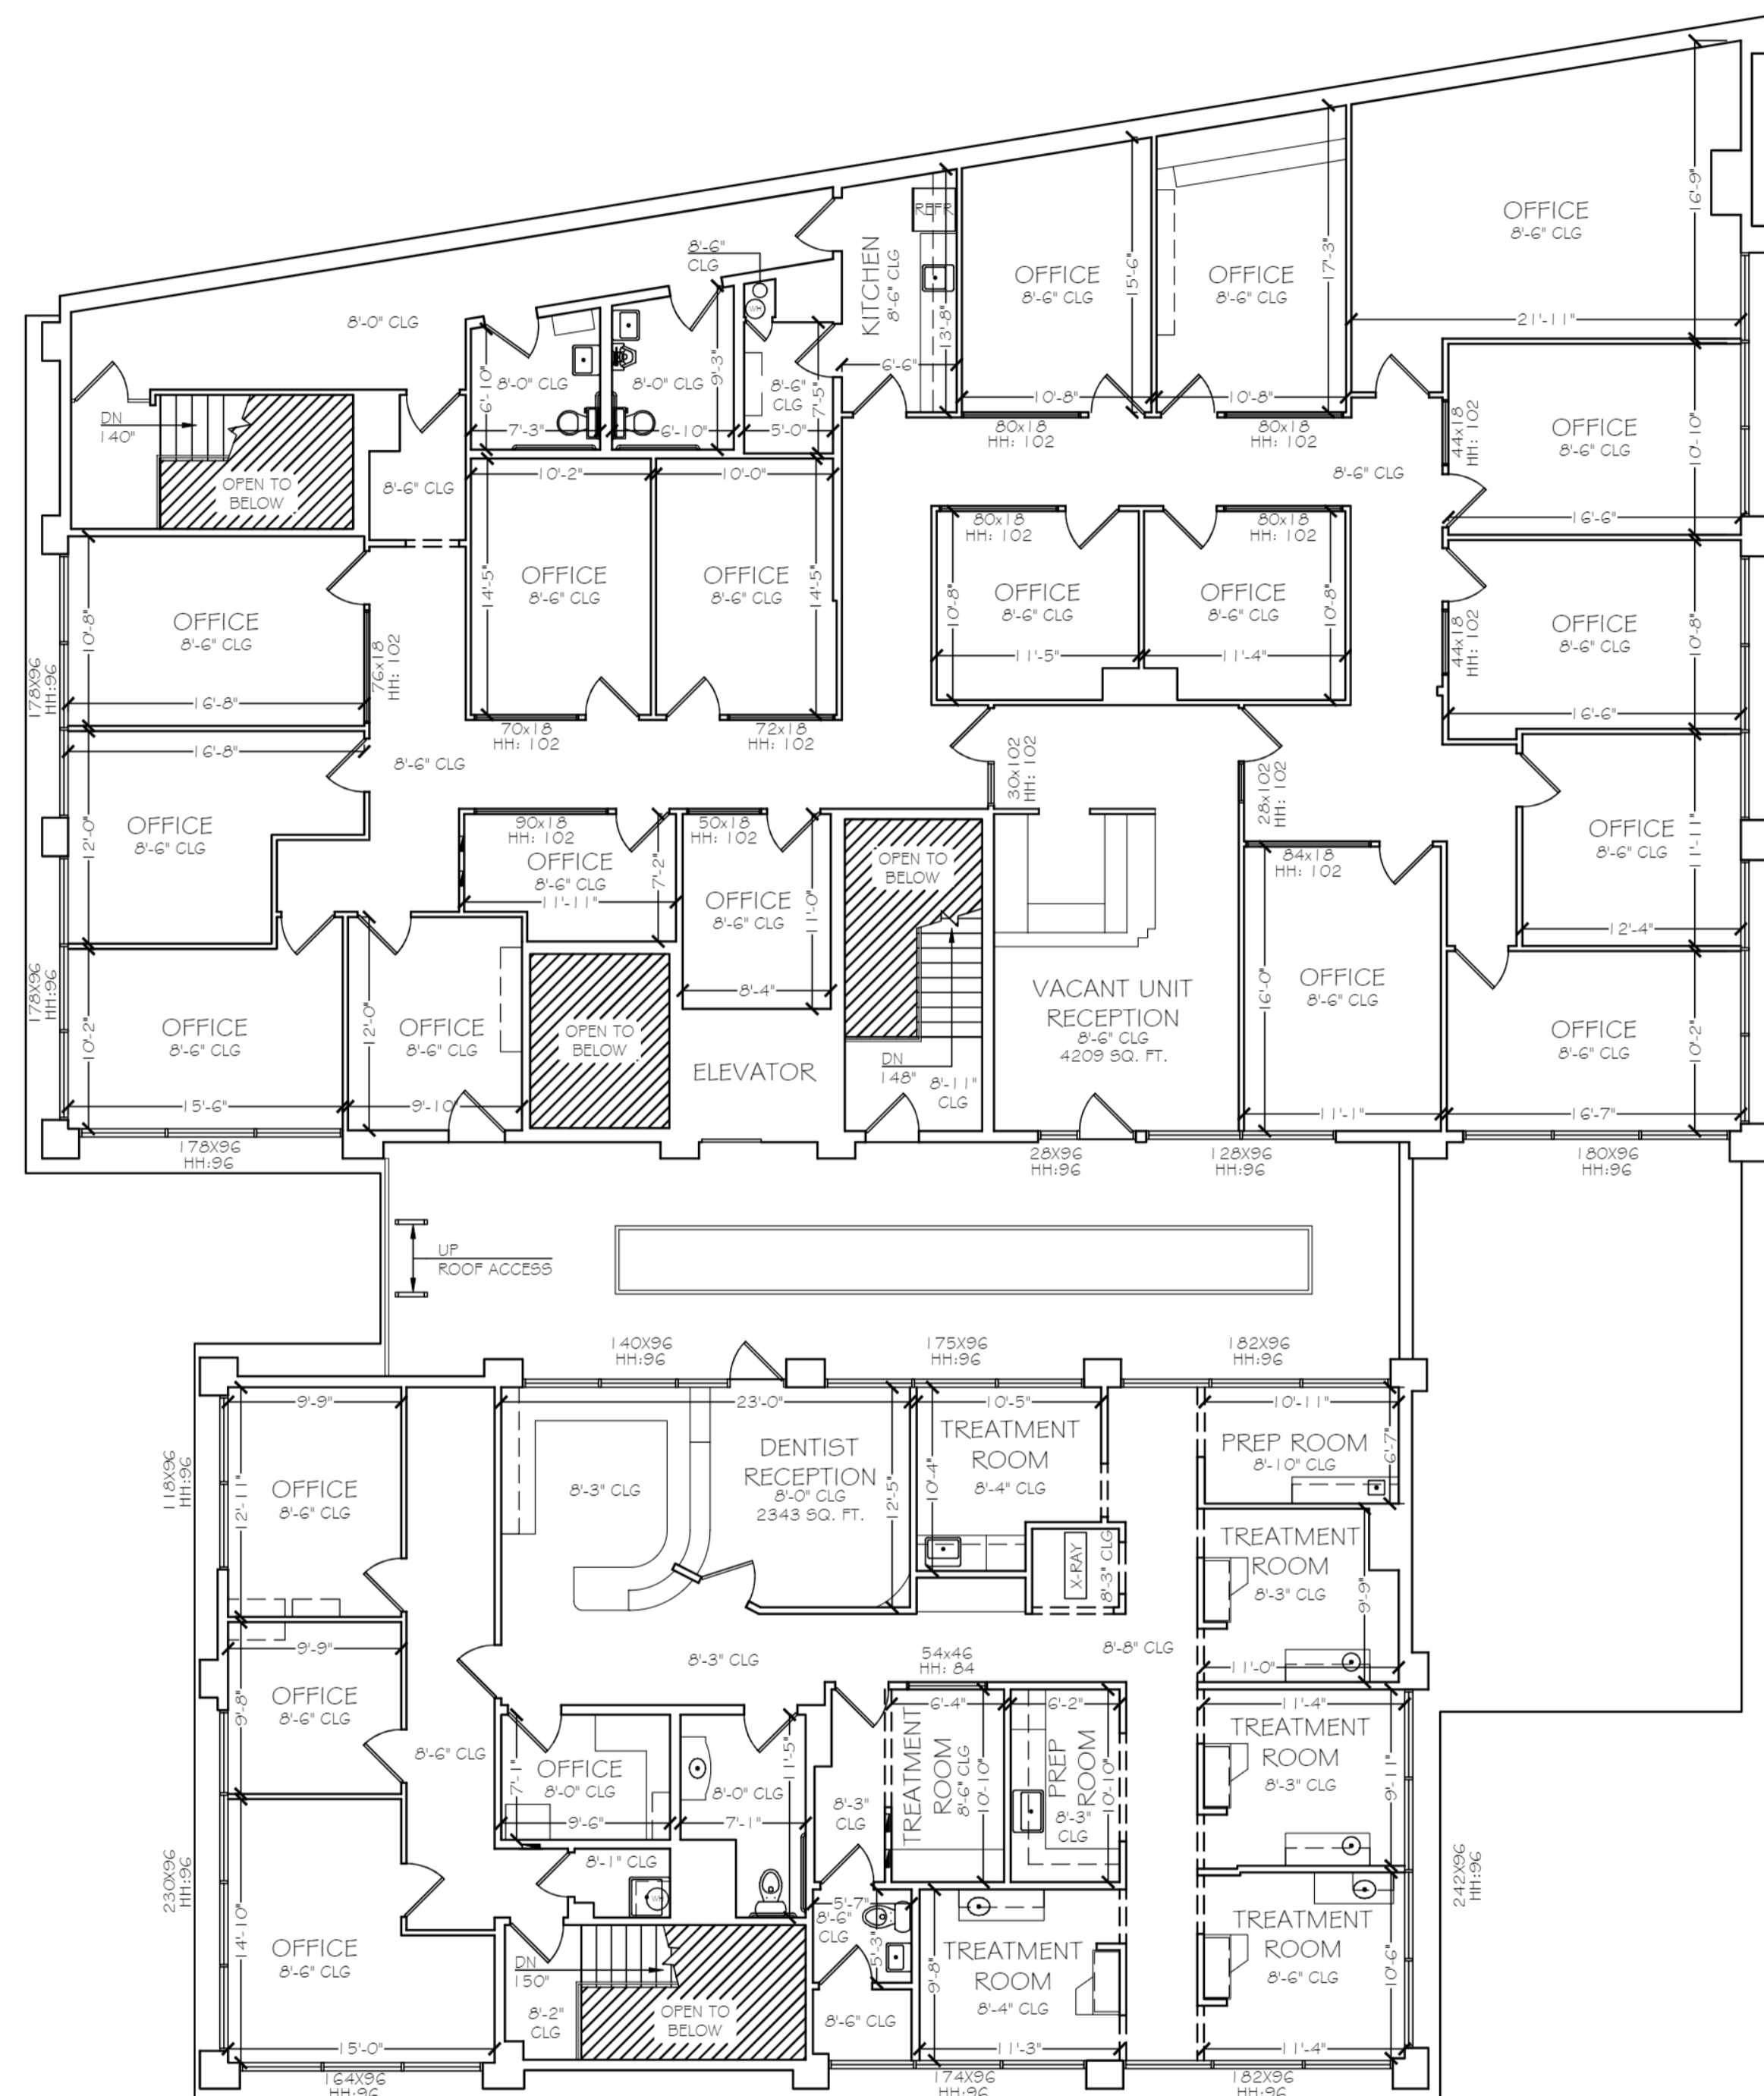 16'-9"
OFFICE
8'-6" CLG
21'-11"
REFR
KITCHEN
8'-6" CLG
13'-8"
6'-6"
OFFICE
8'-6" CLG
15'-6"
10'-8"
80x18
HH: 102
OFFICE
8'-6" CLG
17'-3"
10'-8"
80x18
HH: 102
8'-6"
CLG
WH
8'-0" CLG
DN
140"
OPEN TO
BELOW
8'-6" CLG
6'-10"
8'-0" CLG
7'-3"
8'-0" CLG
9'-3"
6'-10"
8'-6"
CLG
7'-5"
5'-0"
8'-6" CLG
44x18
HH: 102
OFFICE
8'-6" CLG
10'-10"
16'-6"
10'-2"
14'-5"
OFFICE
8'-6" CLG
70x18
HH: 102
10'-0"
OFFICE
8'-6" CLG
14'-5"
72x18
HH: 102
80x18
HH: 102
OFFICE
8'-6" CLG
10'-8"
11'-5"
80x18
HH: 102
OFFICE
8'-6" CLG
10'-8"
11'-4"
44x18
HH: 102
OFFICE
8'-6" CLG
10'-8"
16'-6"
178X96
HH:96
10'-8"
OFFICE
8'-6" CLG
16'-8"
76x18
HH: 102
16'-8"
12'-0"
OFFICE
8'-6" CLG
8'-6" CLG
30x102
HH: 102
28x102
HH: 102
90x18
HH: 102
OFFICE
8'-6" CLG
7'-2"
11'-11"
50x18
HH: 102
OFFICE
8'-6" CLG
11'-0"
8'-4"
OPEN TO
BELOW
DN
148"
8'-11"
CLG
VACANT UNIT
RECEPTION
8'-6" CLG
4209 SQ. FT.
84x18
HH: 102
OFFICE
8'-6" CLG
16'-0"
11'-1"
OFFICE
8'-6" CLG
11'-11"
12'-4"
OFFICE
8'-6" CLG
10'-2"
16'-7"
178X96
HH:96
10'-2"
OFFICE
8'-6" CLG
15'-6"
12'-0"
OFFICE
8'-6" CLG
9'-10"
OPEN TO
BELOW
ELEVATOR
178X96
HH:96
28X96
HH:96
128X96
HH:96
180X96
HH:96
UP
ROOF ACCESS
140X96
HH:96
175X96
HH:96
182X96
HH:96
118X96
HH:96
9'-9"
12'-11"
OFFICE
8'-6" CLG
23'-0"
8'-3" CLG
DENTIST
RECEPTION
8'-0" CLG
2343 SQ. FT.
12'-5"
10'-5"
TREATMENT
ROOM
8'-4" CLG
10'-4"
X-RAY
8'-3" CLG
10'-11"
PREP ROOM
8'-10" CLG
6'-7"
TREATMENT
ROOM
8'-3" CLG
9'-9"
11'-0"
9'-9"
OFFICE
8'-6" CLG
9'-8"
8'-3" CLG
54x46
HH: 84
8'-8" CLG
8'-6" CLG
7'-1"
OFFICE
8'-0" CLG
9'-6"
8'-0" CLG
11'-5"
7'-1"
8'-3"
CLG
6'-4"
TREATMENT
ROOM
8'-6" CLG
10'-10"
6'-2"
PREP
ROOM
8'-3"
CLG
10'-10"
11'-4"
TREATMENT
ROOM
8'-3" CLG
9'-11"
242X96
HH:96
230X96
HH:96
14'-10"
OFFICE
8'-6" CLG
15'-0"
8'-1" CLG
WH
DN
150"
8'-2"
CLG
OPEN TO
BELOW
5'-7"
8'-6"
CLG
5'-3"
8'-6" CLG
9'-8"
TREATMENT
ROOM
8'-4" CLG
11'-3"
TREATMENT
ROOM
8'-6" CLG
10'-6"
11'-4"
164X96
HH:96
174X96
HH:96
182X96
HH:96